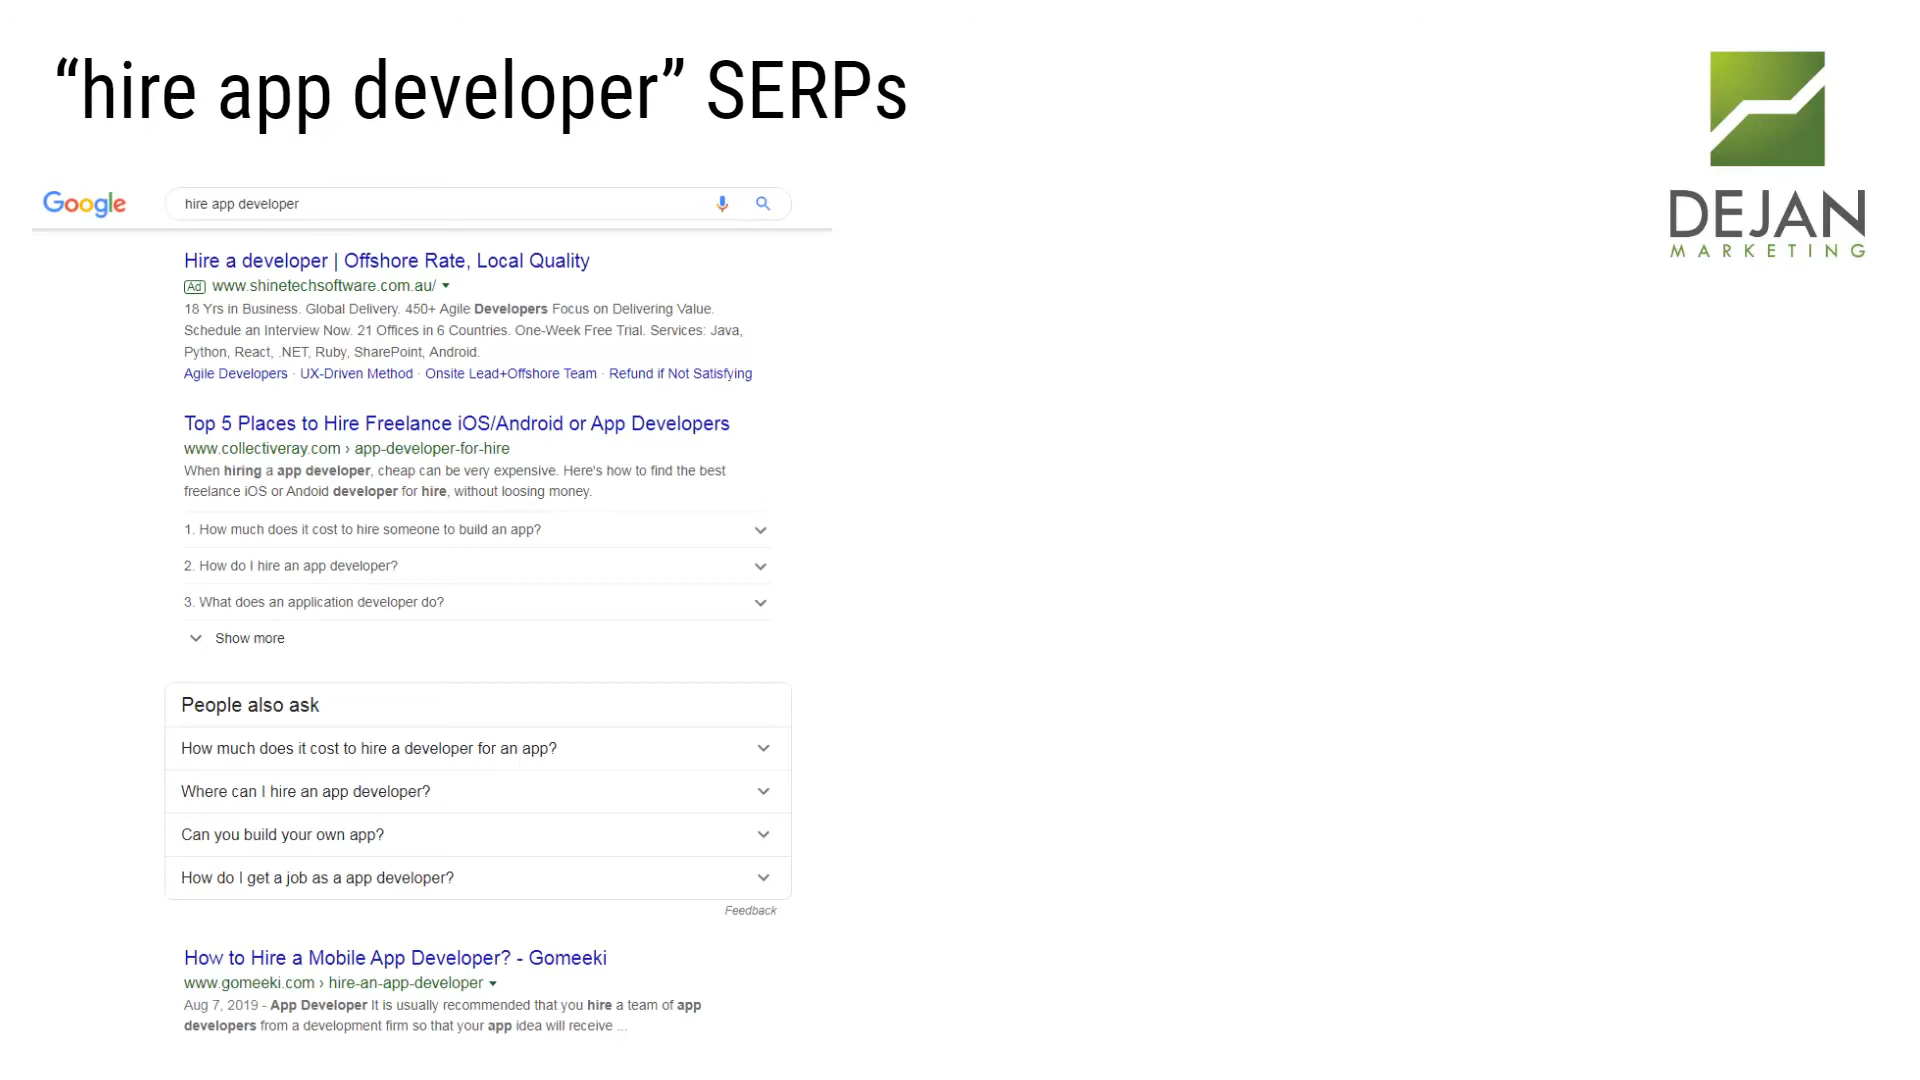 “hire app developer” SERPs
DEJAN
MARKETING
Google
hire app developer
Hire a developer | Offshore Rate, Local Quality
Ad www.shinetechsoftware.com.au/
18 Yrs in Business. Global Delivery. 450+ Agile Developers Focus on Delivering Value.
Schedule an Interview Now. 21 Offices in 6 Countries. One-Week Free Trial. Services: Java,
Python, React, .NET, Ruby, SharePoint, Android.
Agile Developers · UX-Driven Method · Onsite Lead+Offshore Team · Refund if Not Satisfying
Top 5 Places to Hire Freelance iOS/Android or App Developers
www.collectiveray.com › app-developer-for-hire
When hiring a app developer, cheap can be very expensive. Here's how to find the best
freelance iOS or Andoid developer for hire, without loosing money.
1. How much does it cost to hire someone to build an app?
2. How do I hire an app developer?
3. What does an application developer do?
Show more
People also ask
How much does it cost to hire a developer for an app?
Where can I hire an app developer?
Can you build your own app?
How do I get a job as a app developer?
Feedback
How to Hire a Mobile App Developer? - Gomeeki
www.gomeeki.com › hire-an-app-developer
Aug 7, 2019 - App Developer It is usually recommended that you hire a team of app
developers from a development firm so that your app idea will receive ...